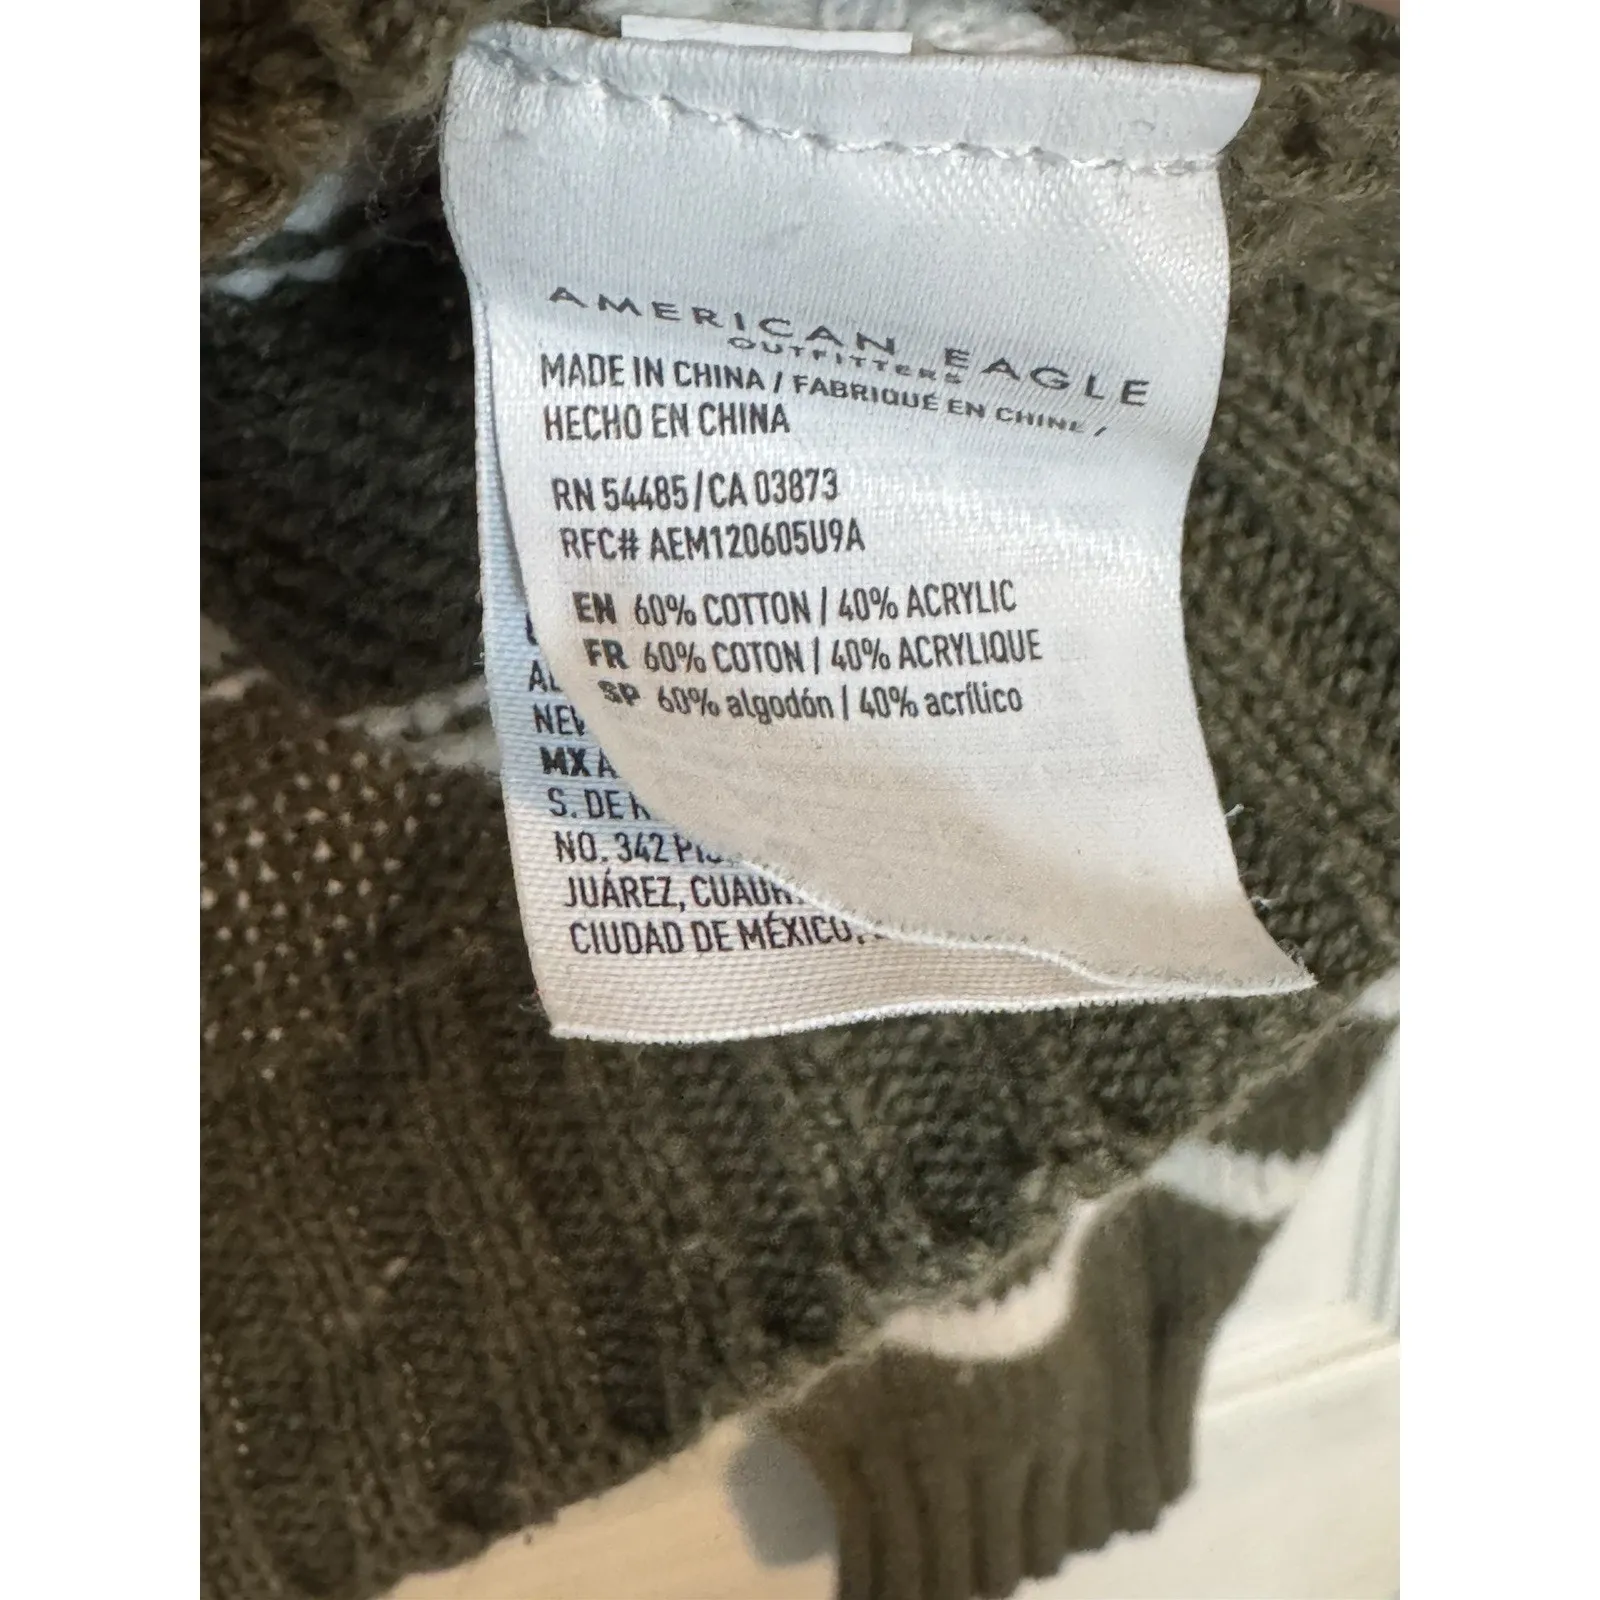 AMERICAN EAGLE
OUTFITTERS
MADE IN CHINA / FABRIQUÉ EN CHINE /
HECHO EN CHINA
RN 54485 / CA 03873
RFC# AEM120605U9A
EN 60% COTTON / 40% ACRYLIC
FR 60% COTON / 40% ACRYLIQUE
SP 60% algodón / 40% acrílico
MX
S. DE
NO. 342
JUÁREZ,
CIUDAD DE MÉXICO,